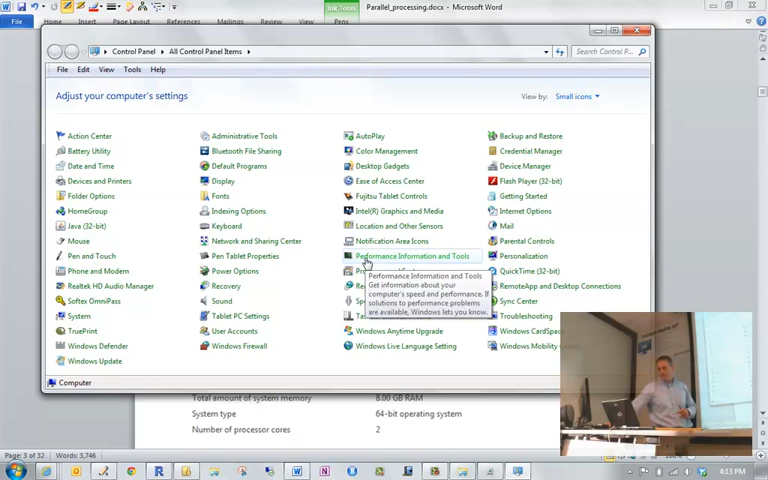 Ink Tools
Parallel_processing.docx - Microsoft Word
File
Home
Insert
Page Layout
References
Mailings
Review
View
Pens
Control Panel
All Control Panel Items
Search Control P...
File Edit View Tools Help
Adjust your computer's settings
View by: Small icons
Action Center
Administrative Tools
AutoPlay
Backup and Restore
Battery Utility
Bluetooth File Sharing
Color Management
Credential Manager
Date and Time
Default Programs
Desktop Gadgets
Device Manager
Devices and Printers
Display
Ease of Access Center
Flash Player (32-bit)
Folder Options
Fonts
Fujitsu Tablet Controls
Getting Started
HomeGroup
Indexing Options
Intel(R) Graphics and Media
Internet Options
Java (32-bit)
Keyboard
Location and Other Sensors
Mail
Mouse
Network and Sharing Center
Notification Area Icons
Parental Controls
Pen and Touch
Pen Tablet Properties
Performance Information and Tools
Personalization
Phone and Modem
Power Options
QuickTime (32-bit)
Performance Information and Tools
Get information about your
computer's speed and performance. If
solutions to performance problems
are available, Windows lets you know.
Realtek HD Audio Manager
Recovery
RemoteApp and Desktop Connections
Softex OmniPass
Sound
Sync Center
System
Tablet PC Settings
Troubleshooting
TruePrint
User Accounts
Windows Anytime Upgrade
Windows CardSpace
Windows Defender
Windows Firewall
Windows Live Language Setting
Windows Mobility
Windows Update
Computer
Total amount of system memory 8.00 GB RAM
System type 64-bit operating system
Number of processor cores 2
Page: 3 of 32
Words: 3,746
4:13 PM